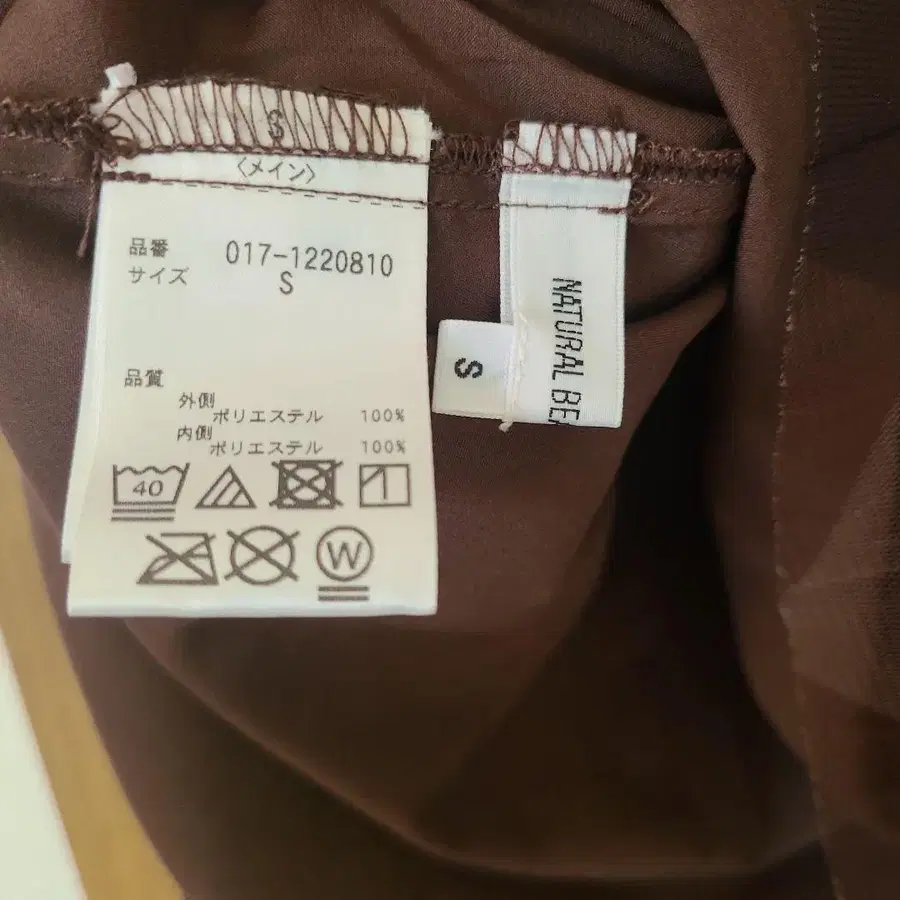 S
〈メイン〉
品番 017-1220810
サイズ S
品質
外側
ポリエステル 100%
内側
ポリエステル 100%
40
W
S
NATURAL BE